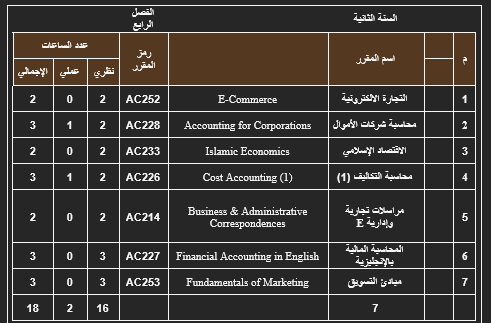 السنة الثانية الفصل الرابع
م اسم المقرر رمز المقرر عدد الساعات
نظري عملي الإجمالي
1 التجارة الالكترونية E-Commerce AC252 2 0 2
2 محاسبة شركات الأموال Accounting for Corporations AC228 2 1 3
3 الاقتصاد الإسلامي Islamic Economics AC233 2 0 2
4 محاسبة التكاليف (1) Cost Accounting (1) AC226 2 1 3
5 مراسلات تجارية وإدارية E Business & Administrative Correspondences AC214 2 0 2
6 المحاسبة المالية بالإنجليزية Financial Accounting in English AC227 3 0 3
7 مبادئ التسويق Fundamentals of Marketing AC253 3 0 3
7 16 2 18